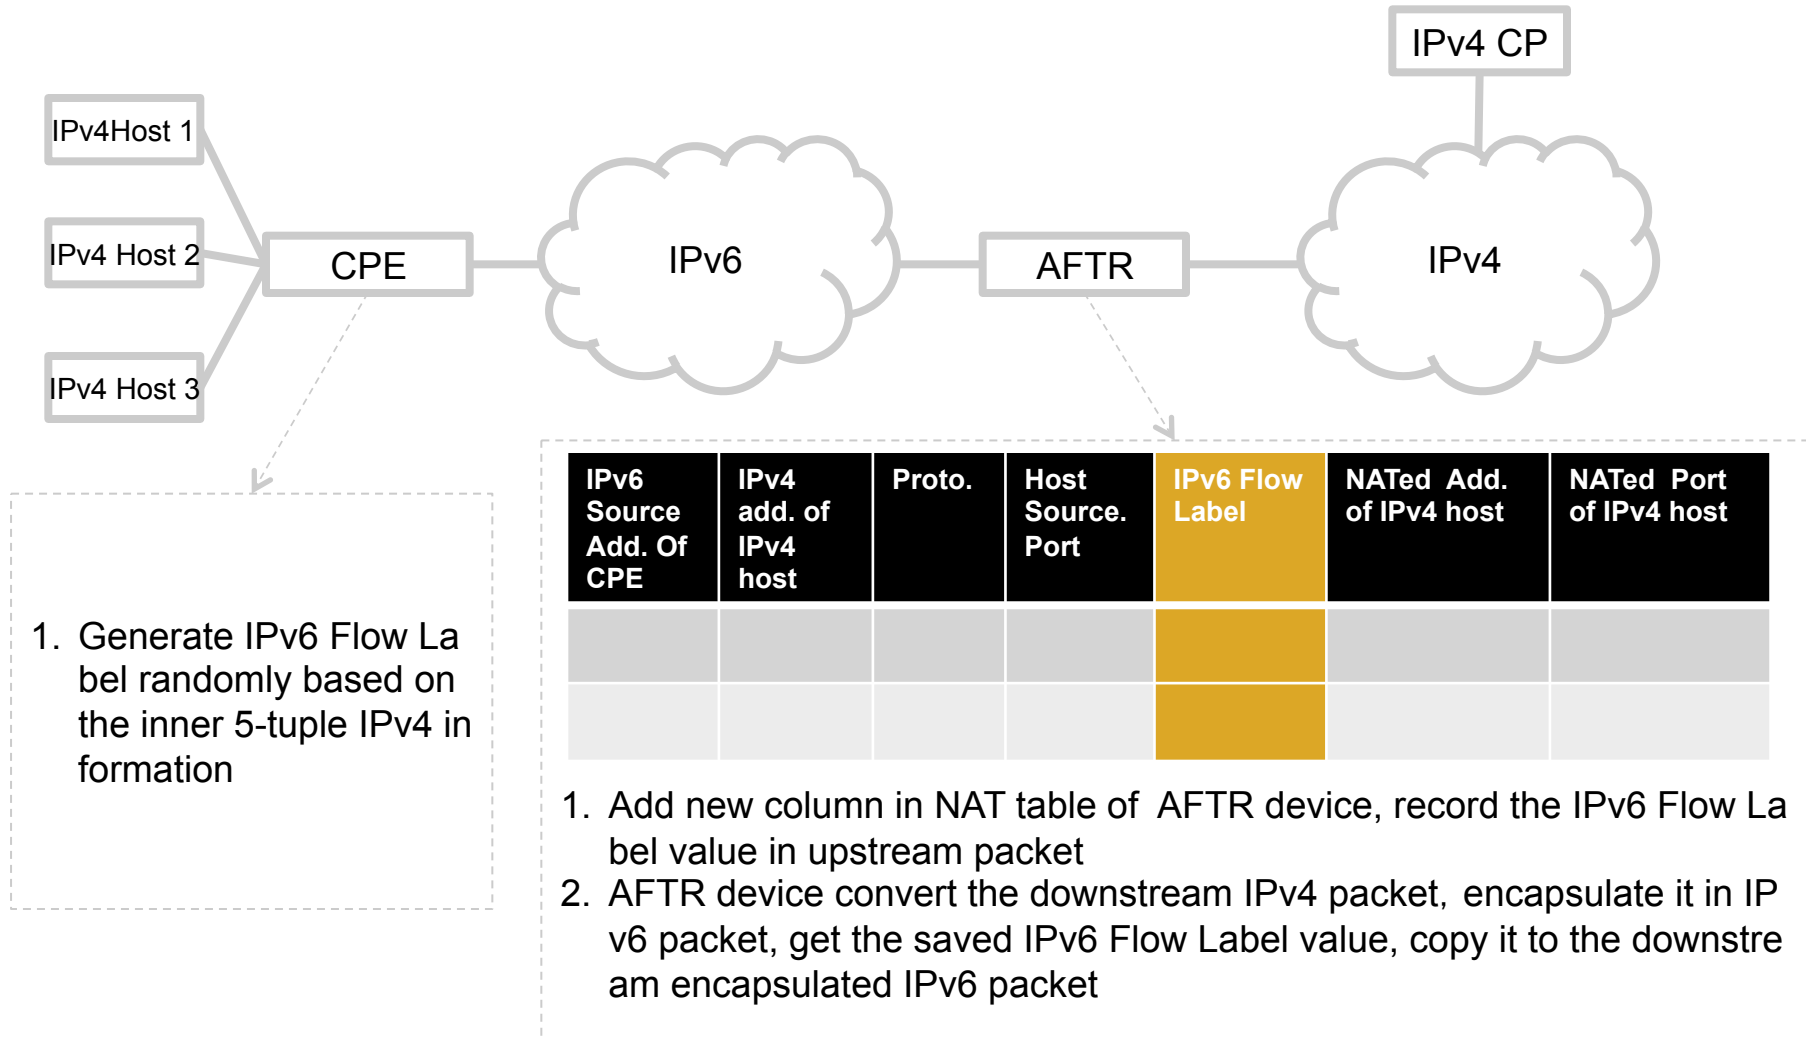 IPv4 CP
IPv4Host 1
IPv4 Host 2
IPv4 Host 3
CPE
IPv6
AFTR
IPv4
1. Generate IPv6 Flow La
bel randomly based on
the inner 5-tuple IPv4 in
formation
IPv6
Source
Add. Of
CPE
IPv4
add. of
IPv4
host
Proto.
Host
Source.
Port
IPv6 Flow
Label
NATed Add.
of IPv4 host
NATed Port
of IPv4 host
1. Add new column in NAT table of AFTR device, record the IPv6 Flow La
bel value in upstream packet
2. AFTR device convert the downstream IPv4 packet, encapsulate it in IP
v6 packet, get the saved IPv6 Flow Label value, copy it to the downstre
am encapsulated IPv6 packet